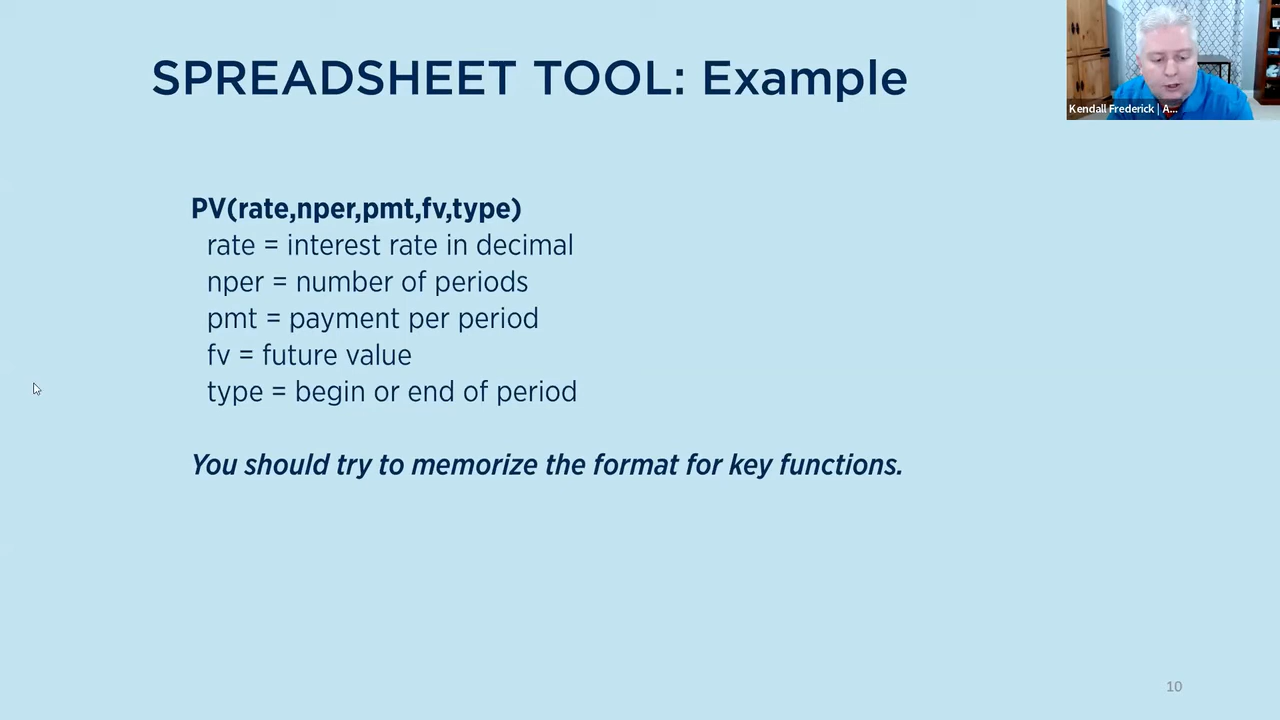 SPREADSHEET TOOL: Example
Kendall Frederick | A...
PV(rate,nper,pmt,fv,type)
rate = interest rate in decimal
nper = number of periods
pmt = payment per period
fv = future value
type = begin or end of period
You should try to memorize the format for key functions.
10